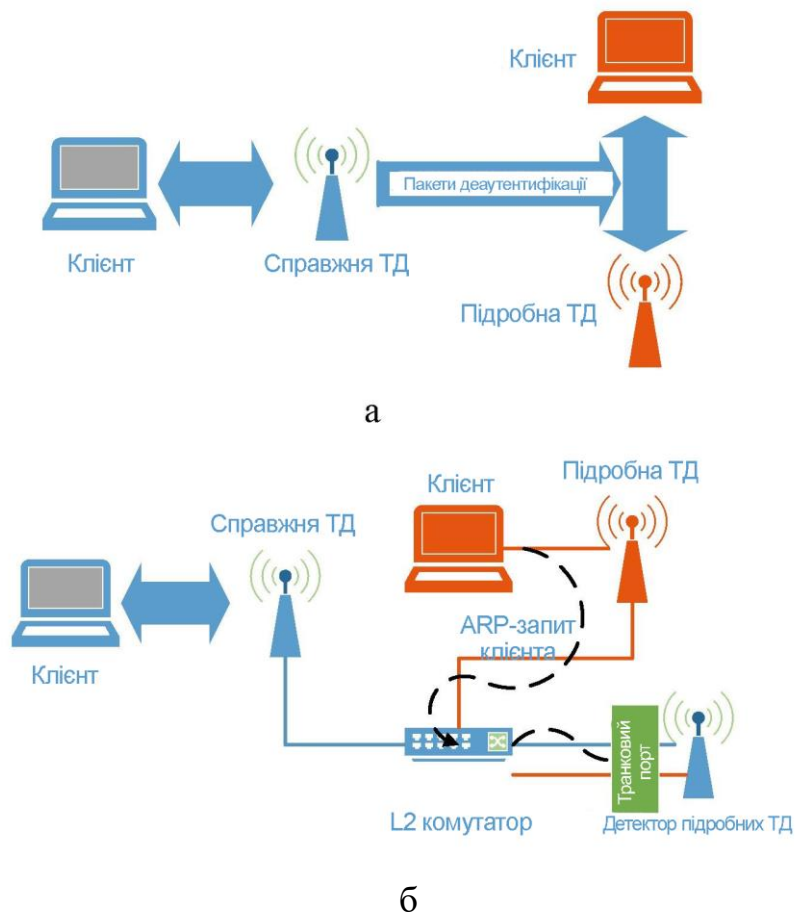 Клієнт
Пакети деаутентифікації
Клієнт
Справжня ТД
Підробна ТД
а
Підробна ТД
Клієнт
Справжня ТД
ARP-запит
клієнта
Клієнт
Транковий
порт
L2 комутатор
Детектор підробних ТД
б